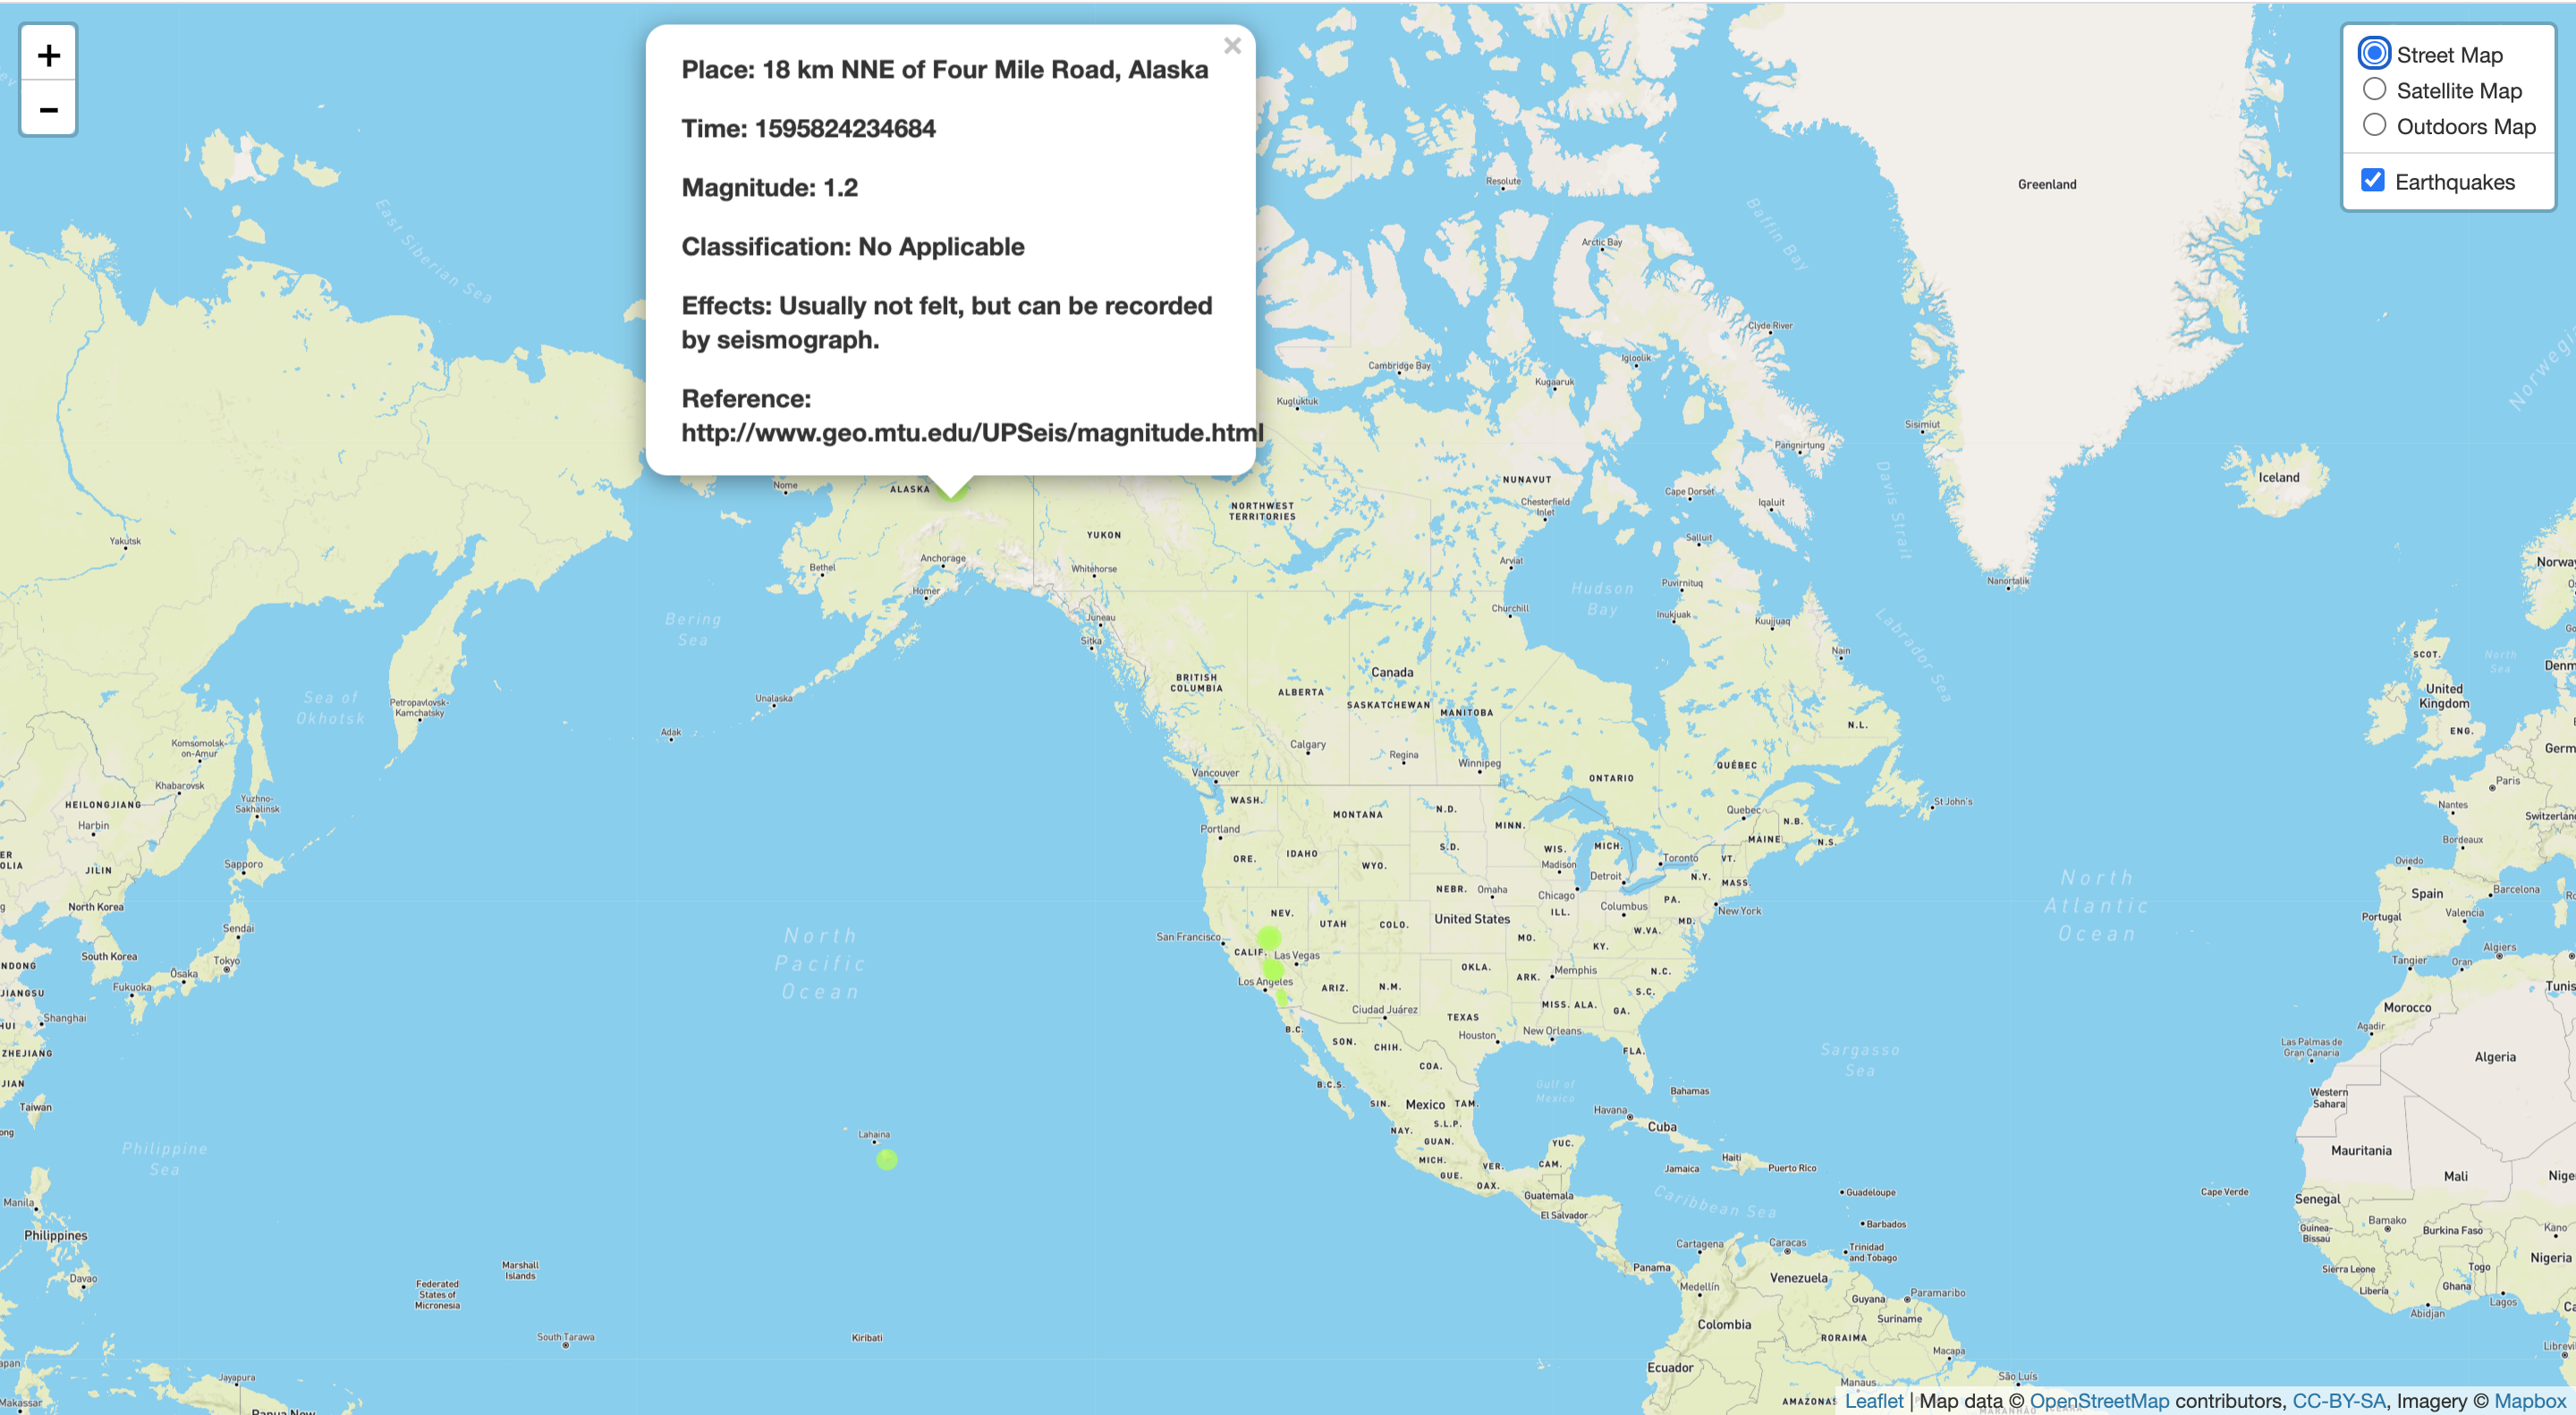 +
−
Place: 18 km NNE of Four Mile Road, Alaska
×
Time: 1595824234684
Magnitude: 1.2
Classification: No Applicable
Effects: Usually not felt, but can be recorded
by seismograph.
Reference:
http://www.geo.mtu.edu/UPSeis/magnitude.html
Street Map
Satellite Map
Outdoors Map
Earthquakes
East Siberian Sea
Resolute
Greenland
Baffin Bay
Arctic Bay
Clyde River
Igloolik
Cambridge Bay
Kugaaruk
Kugluktuk
Sisimiut
Pangnirtung
Norwegi
Nome
ALASKA
NUNAVUT
Iceland
NORTHWEST
TERRITORIES
Chesterfield
Inlet
Cape Dorset
Iqaluit
Davis Strait
Yakutsk
YUKON
Salluit
Anchorage
Bethel
Whitehorse
Arviat
Norway
Homer
Puvirnituq
Nanortalik
Hudson
Bay
Churchill
Bering
Sea
Juneau
Inukjuak
Kuujjuaq
Labrador Sea
Sitka
Nain
SCOT.
North
Sea
Denm
BRITISH
COLUMBIA
Canada
ALBERTA
United
Kingdom
Sea of
Okhotsk
Petropavlovsk-
Kamchatsky
Unalaska
SASKATCHEWAN
MANITOBA
N.L.
ENG.
Adak
Komsomolsk-
on-Amur
Calgary
Regina
Winnipeg
Germ
Vancouver
QUÉBEC
ONTARIO
Paris
Khabarovsk
HEILONGJIANG
Yuzhno-
Sakhalinsk
WASH.
N.D.
Quebec
St John's
Nantes
Harbin
MONTANA
MINN.
N.B.
Switzerland
Portland
MAINE
N.S.
Bordeaux
ER
OLIA
JILIN
Sapporo
ORE.
IDAHO
WYO.
S.D.
WIS.
Madison
MICH.
Toronto
VT.
Oviedo
Detroit
N.Y.
MASS.
NEBR.
Omaha
Chicago
North
Atlantic
Ocean
Spain
Barcelona
North Korea
NEV.
UTAH
COLO.
United States
ILL.
Columbus
PA.
New York
Portugal
Valencia
Sendai
MD.
W.VA.
MO.
KY.
North
Pacific
Ocean
San Francisco
CALIF.
Las Vegas
Algiers
South Korea
Tokyo
NDONG
Ōsaka
OKLA.
ARK.
Memphis
N.C.
Tangier
Oran
Fukuoka
Los Angeles
ARIZ.
N.M.
S.C.
Tunis
JIANGSU
MISS.
ALA.
GA.
Morocco
Shanghai
HUI
Ciudad Juárez
TEXAS
Houston
New Orleans
Agadir
B.C.
SON.
CHIH.
FLA.
Sargasso
Sea
Las Palmas de
Gran Canaria
Algeria
ZHEJIANG
COA.
JIAN
B.C.S.
Gulf of
Mexico
Bahamas
Western
Sahara
Taiwan
SIN.
Mexico
TAM.
Havana
Cuba
ong
NAY.
S.L.P.
GUAN.
YUC.
Lahaina
Philippine
Sea
MICH.
VER.
CAM.
Haiti
Jamaica
Puerto Rico
Mauritania
GUE.
OAX.
Mali
Nige
Manila
Guatemala
Caribbean Sea
Guadeloupe
Cape Verde
Senegal
El Salvador
Barbados
Philippines
Guinea-
Bissau
Bamako
Burkina Faso
Kano
Cartagena
Caracas
Trinidad
and Tobago
Nigeria
Davao
Marshall
Islands
Panama
Medellín
Venezuela
Sierra Leone
Togo
Ghana
Federated
States of
Micronesia
Guyana
Paramaribo
Liberia
Lagos
Suriname
Abidjan
Ca
Colombia
South Tarawa
Kiribati
RORAIMA
Macapa
Librevil
apan
Ecuador
Jayapura
Manaus
São Luís
Makassar
Papua New
AMAZONAS
Leaflet | Map data © OpenStreetMap contributors, CC-BY-SA, Imagery © Mapbox